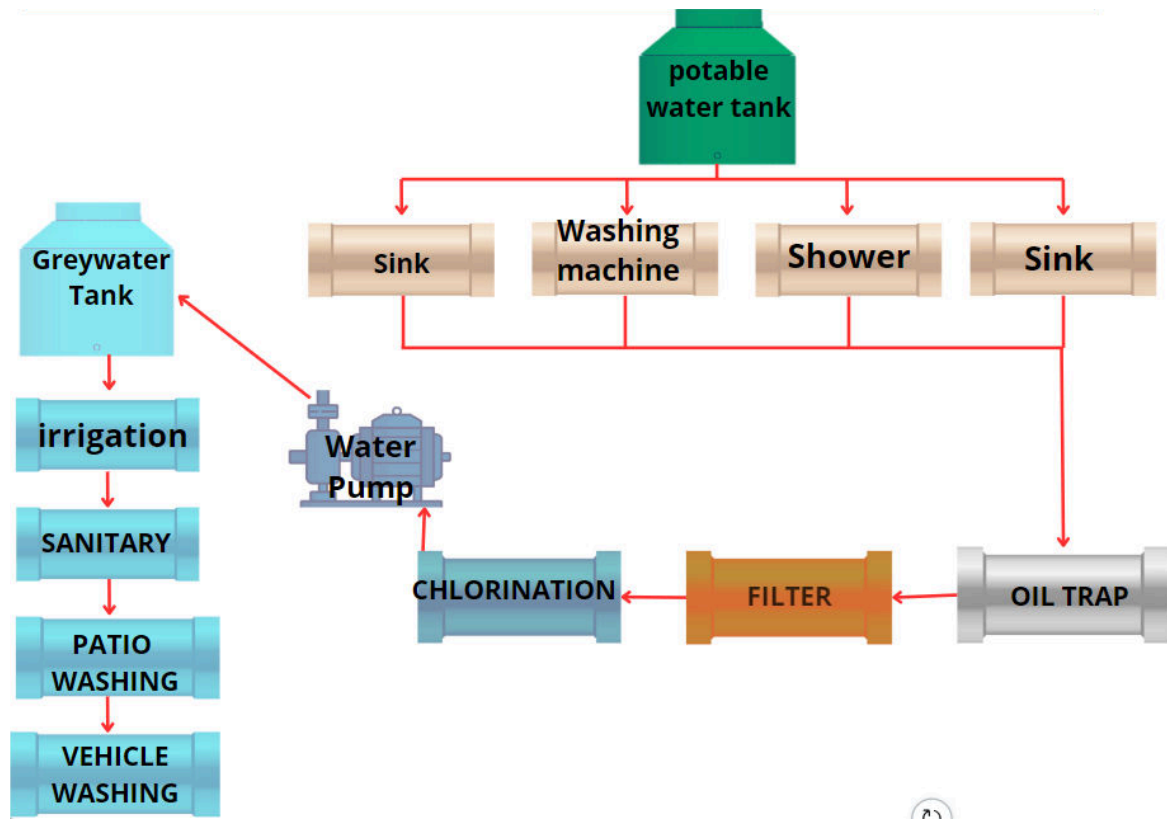 potable
water tank
Greywater
Tank
Sink
Washing
machine
Shower
Sink
irrigation
Water
Pump
SANITARY
CHLORINATION
FILTER
OIL TRAP
PATIO
WASHING
VEHICLE
WASHING